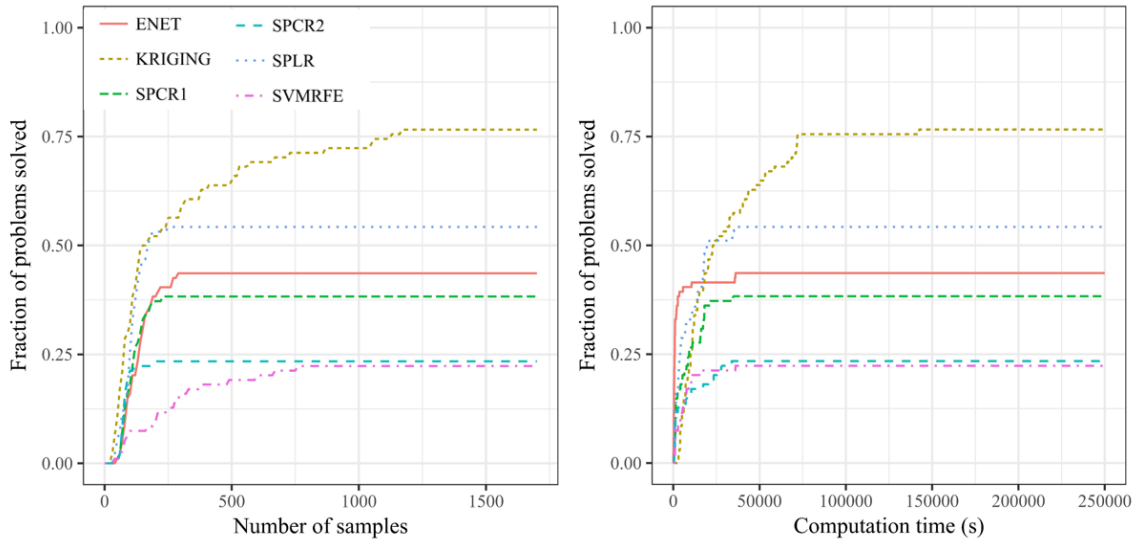 1.00
0.75
0.50
0.25
0.00
Fraction of problems solved
ENET
KRIGING
SPCR1
SPCR2
SPLR
SVMRFE
0 500 1000 1500
Number of samples
1.00
0.75
0.50
0.25
0.00
Fraction of problems solved
0 50000 100000 150000 200000 250000
Computation time (s)